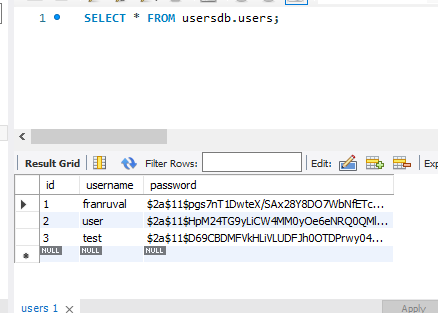 1 SELECT * FROM usersdb.users;
Result Grid Filter Rows: Edit: Exp
id username password
1 franruval $2a$11$pgs7nT1DwteX/SAx28Y8DO7WbNfETc...
2 user $2a$11$HpM24TG9yLiCW4MM0yOe6eNRQ0QMl...
3 test $2a$11$D69CBDMFVkHLiVLUDFJh0OTDPrwy04...
NULL NULL NULL
users 1
Apply